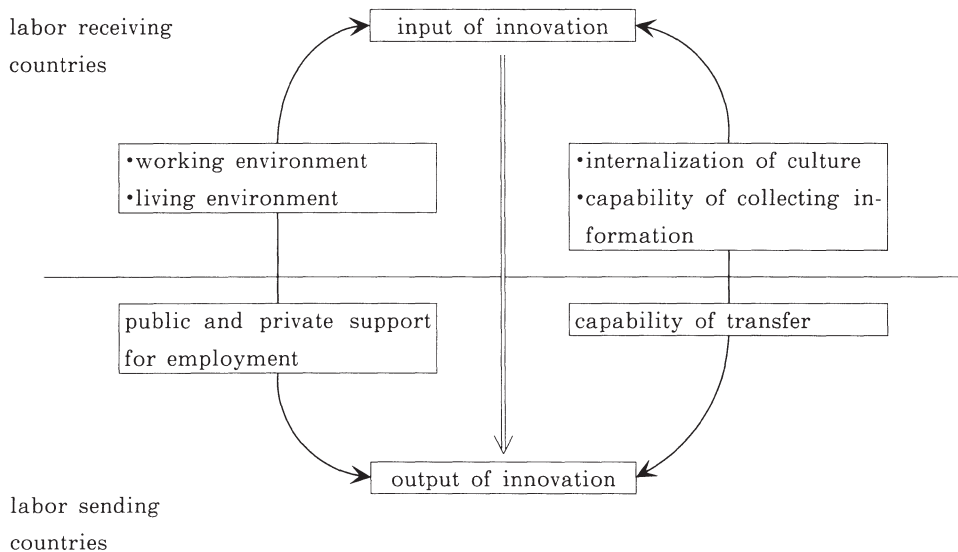 labor receiving
countries
input of innovation
•working environment
•living environment
•internalization of culture
•capability of collecting in-
formation
public and private support
for employment
capability of transfer
output of innovation
labor sending
countries